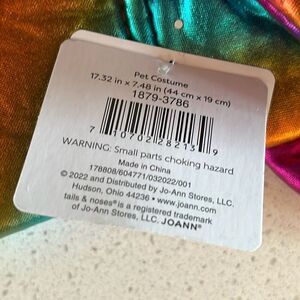 Pet Costume
17.32 in x 7.48 in (44 cm x 19 cm)
1879-3786
7 10702 28213 9
WARNING: Small parts choking hazard
Made in China
178808/604771/032022/001
© 2022 and Distributed by Jo-Ann Stores, LLC.
Hudson, Ohio 44236 • www.joann.com
tails & noses® is a registered trademark
of Jo-Ann Stores, LLC. JOANN®